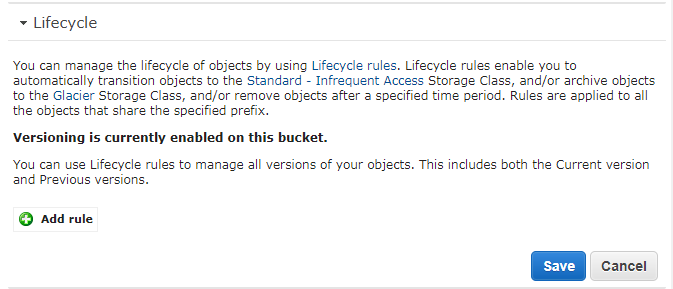 Lifecycle
You can manage the lifecycle of objects by using Lifecycle rules. Lifecycle rules enable you to
automatically transition objects to the Standard - Infrequent Access Storage Class, and/or archive objects
to the Glacier Storage Class, and/or remove objects after a specified time period. Rules are applied to all
the objects that share the specified prefix.
Versioning is currently enabled on this bucket.
You can use Lifecycle rules to manage all versions of your objects. This includes both the Current version
and Previous versions.
Add rule
Save Cancel